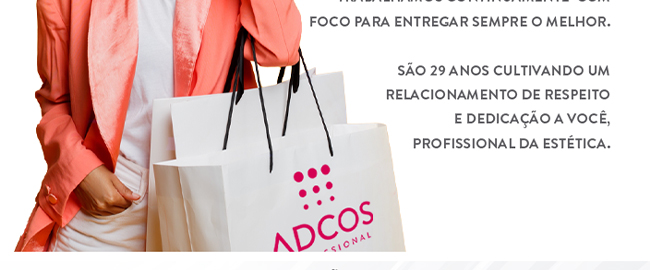 FOCO PARA ENTREGAR SEMPRE O MELHOR.
SÃO 29 ANOS CULTIVANDO UM
RELACIONAMENTO DE RESPEITO
E DEDICAÇÃO A VOCÊ,
PROFISSIONAL DA ESTÉTICA.
ADCOS